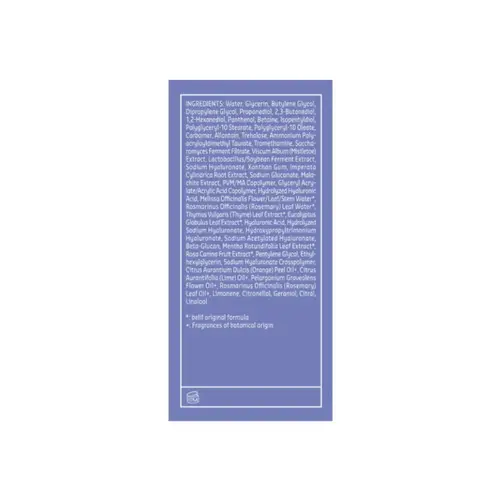 INGREDIENTS: Water, Glycerin, Butylene Glycol,
Dipropylene Glycol, Propanediol, 2,3-Butanediol,
1,2-Hexanediol, Panthenol, Betaine, Isopentyldiol,
Polyglyceryl-10 Stearate, Polyglyceryl-10 Oleate,
Carbomer, Allantoin, Trehalose, Ammonium Poly-
acryloyldimethyl Taurate, Tromethamine, Saccharo-
myces Ferment Filtrate, Viscum Album (Mistletoe)
Extract, Lactobacillus/Soybean Ferment Extract,
Sodium Hyaluronate, Xanthan Gum, Imperata
Cylindrica Root Extract, Sodium Gluconate, Mala-
chite Extract, PVM/MA Copolymer, Glyceryl Acry-
late/Acrylic Acid Copolymer, Hydrolyzed Hyaluronic
Acid, Melissa Officinalis Flower/Leaf/Stem Water*,
Rosmarinus Officinalis (Rosemary) Leaf Water*,
Thymus Vulgaris (Thyme) Leaf Extract*, Eucalyptus
Globulus Leaf Extract*, Hyaluronic Acid, Hydrolyzed
Sodium Hyaluronate, Hydroxypropyltrimonium
Hyaluronate, Sodium Acetylated Hyaluronate,
Beta-Glucan, Mentha Rotundifolia Leaf Extract*,
Rosa Canina Fruit Extract*, Pentylene Glycol, Ethyl-
hexylglycerin, Sodium Hyaluronate Crosspolymer,
Citrus Aurantium Dulcis (Orange) Peel Oil+, Citrus
Aurantifolia (Lime) Oil+, Pelargonium Graveolens
Flower Oil+, Rosmarinus Officinalis (Rosemary)
Leaf Oil+, Limonene, Citronellol, Geraniol, Citral,
Linalool
*: belif original formula
+: Fragrances of botanical origin